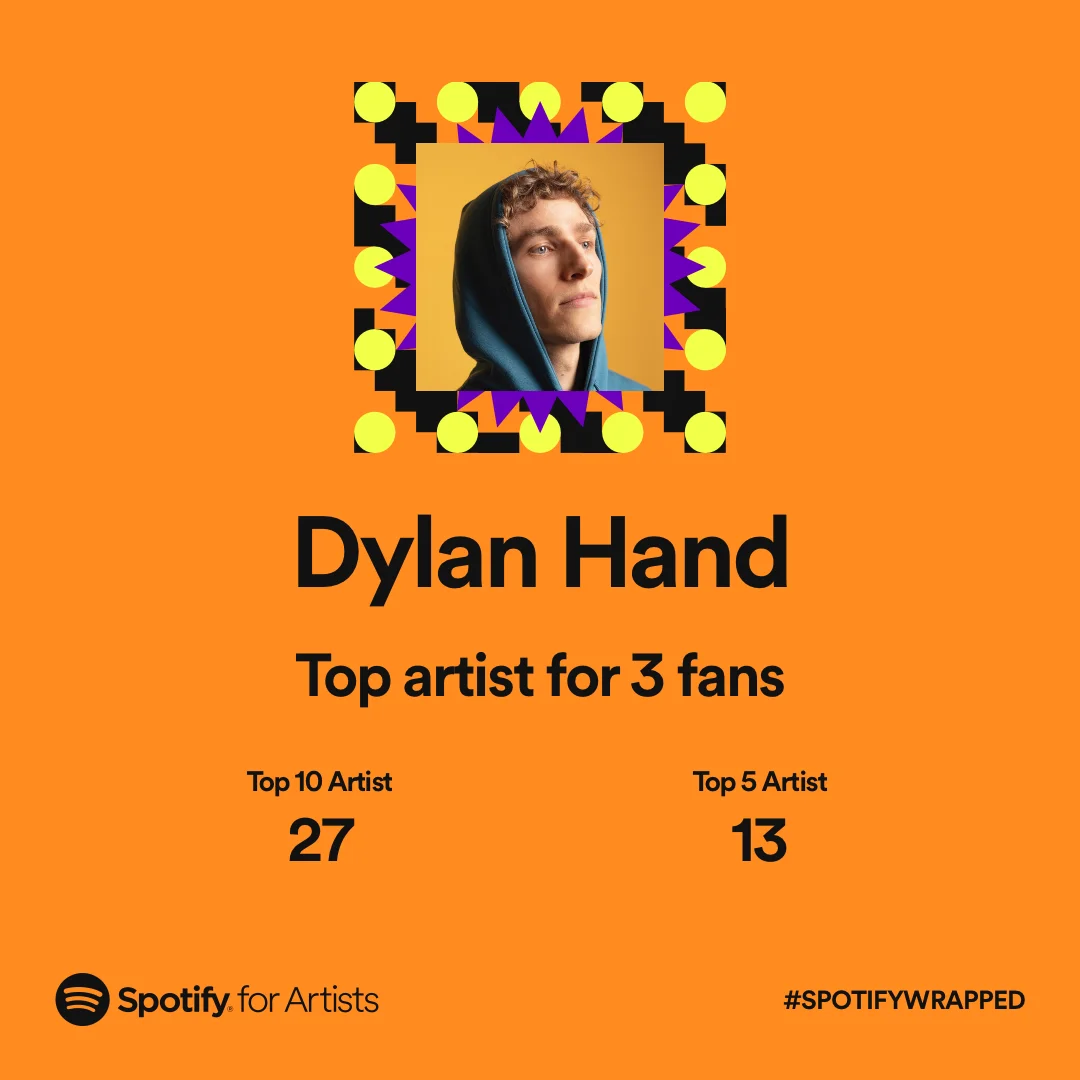 Dylan Hand
Top artist for 3 fans
Top 10 Artist
27
Top 5 Artist
13
Spotify® for Artists
#SPOTIFYWRAPPED